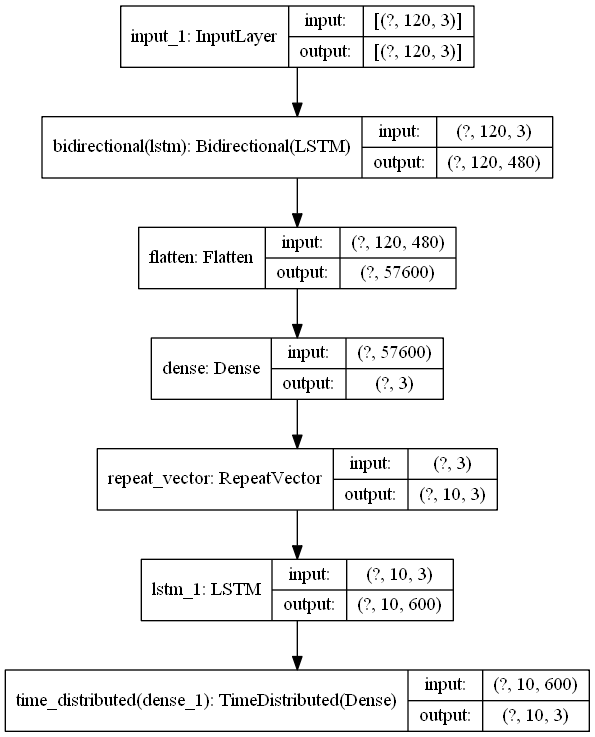 input_1: InputLayer
input: [(?, 120, 3)]
output: [(?, 120, 3)]
bidirectional(lstm): Bidirectional(LSTM)
input: (?, 120, 3)
output: (?, 120, 480)
flatten: Flatten
input: (?, 120, 480)
output: (?, 57600)
dense: Dense
input: (?, 57600)
output: (?, 3)
repeat_vector: RepeatVector
input: (?, 3)
output: (?, 10, 3)
lstm_1: LSTM
input: (?, 10, 3)
output: (?, 10, 600)
time_distributed(dense_1): TimeDistributed(Dense)
input: (?, 10, 600)
output: (?, 10, 3)